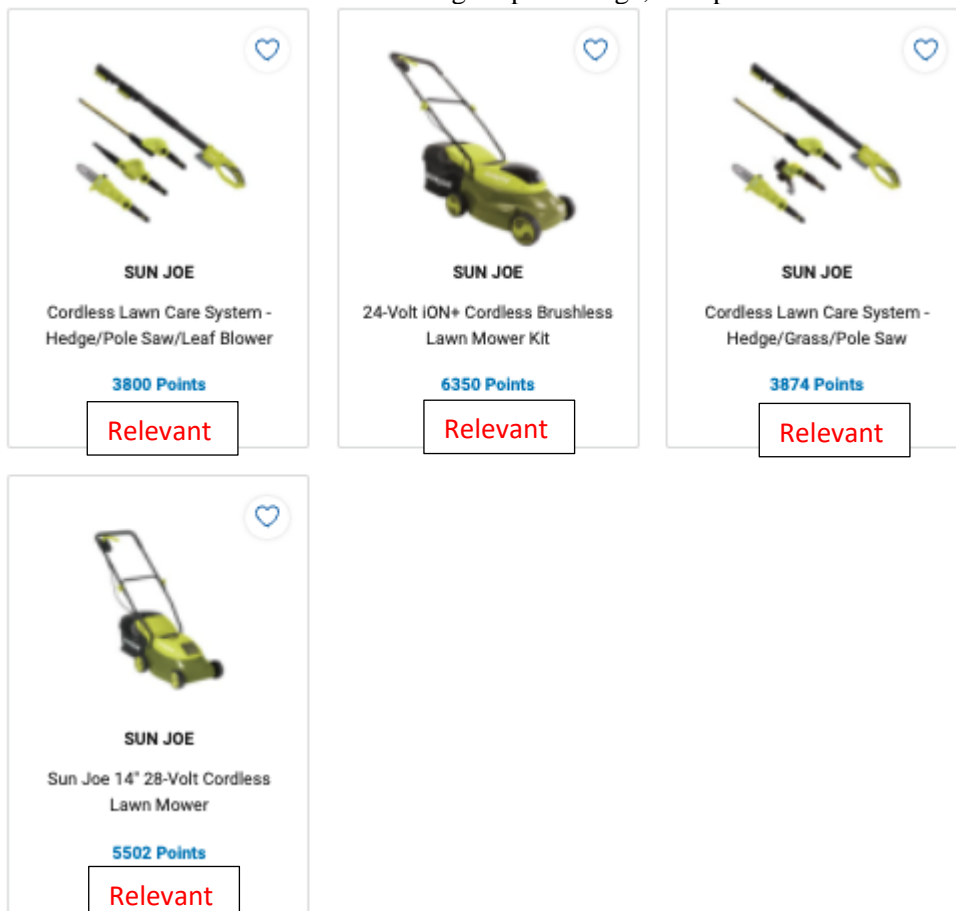 SUN JOE
Cordless Lawn Care System -
Hedge/Pole Saw/Leaf Blower
3800 Points
Relevant
SUN JOE
24-Volt iON+ Cordless Brushless
Lawn Mower Kit
6350 Points
Relevant
SUN JOE
Cordless Lawn Care System -
Hedge/Grass/Pole Saw
3874 Points
Relevant
SUN JOE
Sun Joe 14" 28-Volt Cordless
Lawn Mower
5502 Points
Relevant